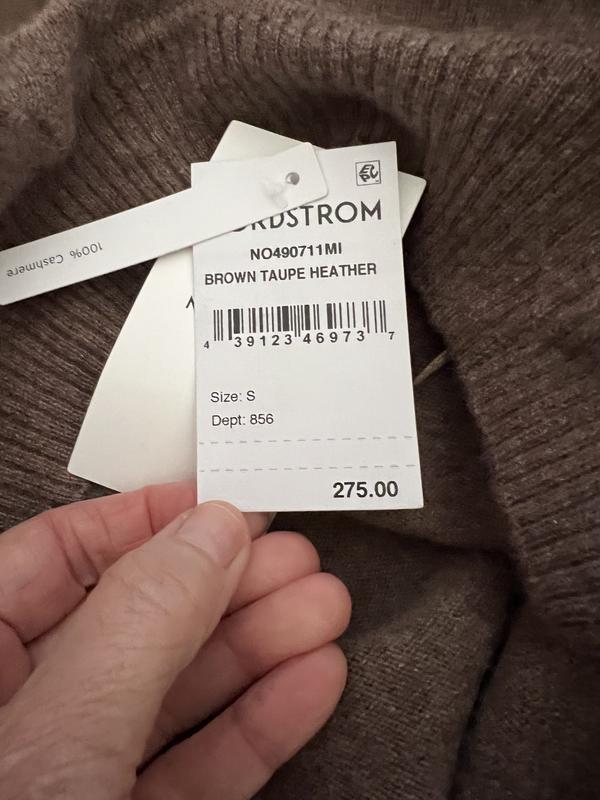 100% Cashmere
RDSTROM
NO490711MI
BROWN TAUPE HEATHER
4 39123 46973 7
Size: S
Dept: 856
275.00